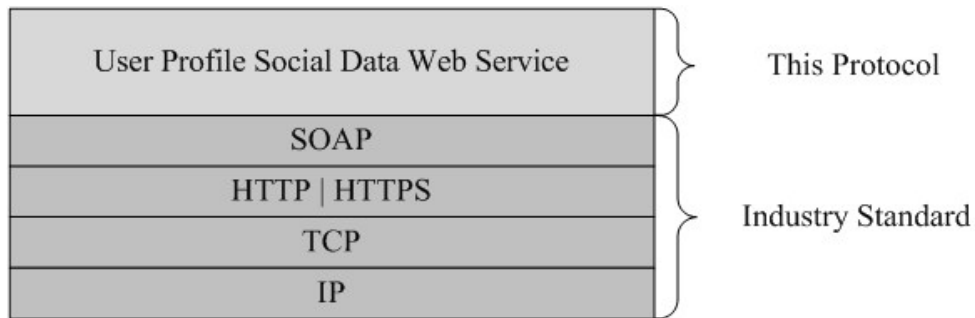 User Profile Social Data Web Service
This Protocol
SOAP
HTTP | HTTPS
TCP
IP
Industry Standard